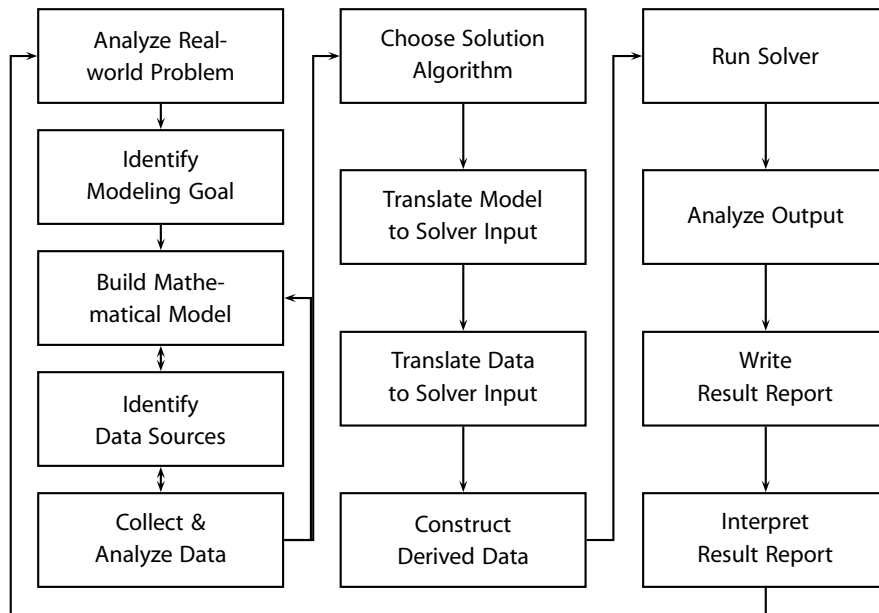 Analyze Real-
world Problem
Identify
Modeling Goal
Build Mathe-
matical Model
Identify
Data Sources
Collect &
Analyze Data
Choose Solution
Algorithm
Translate Model
to Solver Input
Translate Data
to Solver Input
Construct
Derived Data
Run Solver
Analyze Output
Write
Result Report
Interpret
Result Report